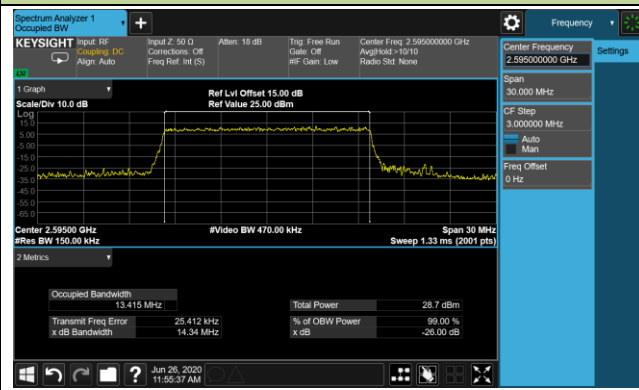 Spectrum Analyzer 1
Occupied BW
Frequency
KEYSIGHT
Input: RF
Coupling: DC
Align: Auto
Input Z: 50 Ω
Corrections: Off
Freq Ref: Int (S)
Atten: 18 dB
Trig: Free Run
Gate: Off
#IF Gain: Low
Center Freq: 2.595000000 GHz
Avg|Hold:>10/10
Radio Std: None
Center Frequency
2.595000000 GHz
Settings
Span
30.000 MHz
CF Step
3.000000 MHz
Auto
Man
Freq Offset
0 Hz
1 Graph
Scale/Div 10.0 dB
Ref Lvl Offset 15.00 dB
Ref Value 25.00 dBm
Log
15.0
5.00
-5.00
-15.0
-25.0
-35.0
-45.0
-55.0
-65.0
Center 2.59500 GHz
#Res BW 150.00 kHz
#Video BW 470.00 kHz
Span 30 MHz
Sweep 1.33 ms (2001 pts)
2 Metrics
Occupied Bandwidth
13.415 MHz
Total Power 28.7 dBm
Transmit Freq Error 25.412 kHz
% of OBW Power 99.00 %
x dB Bandwidth 14.34 MHz
x dB -26.00 dB
?
Jun 26, 2020
11:55:37 AM